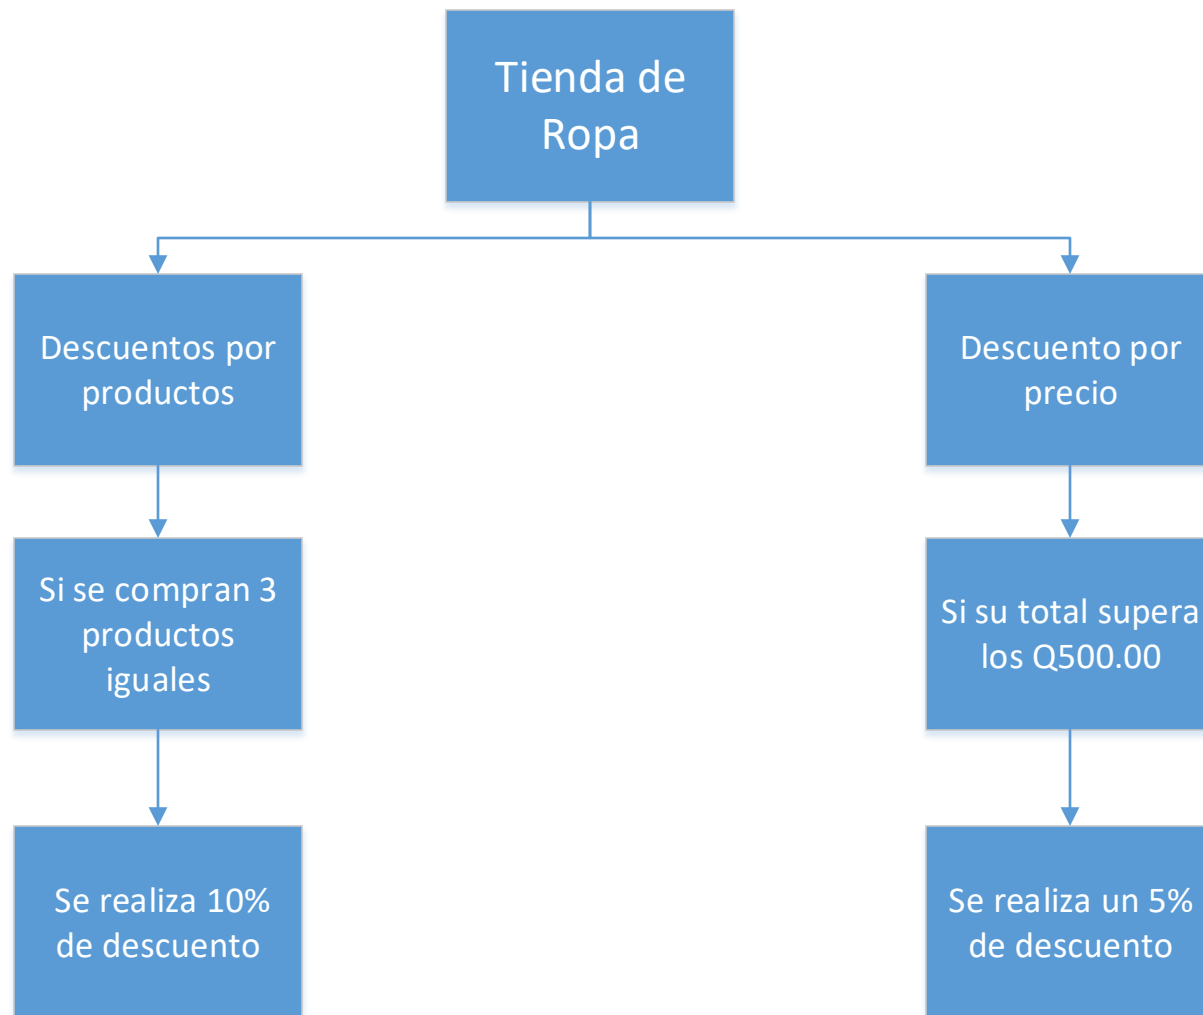 Tienda de
Ropa
Descuentos por
productos
Descuento por
precio
Si se compran 3
productos
iguales
Si su total supera
los Q500.00
Se realiza 10%
de descuento
Se realiza un 5%
de descuento